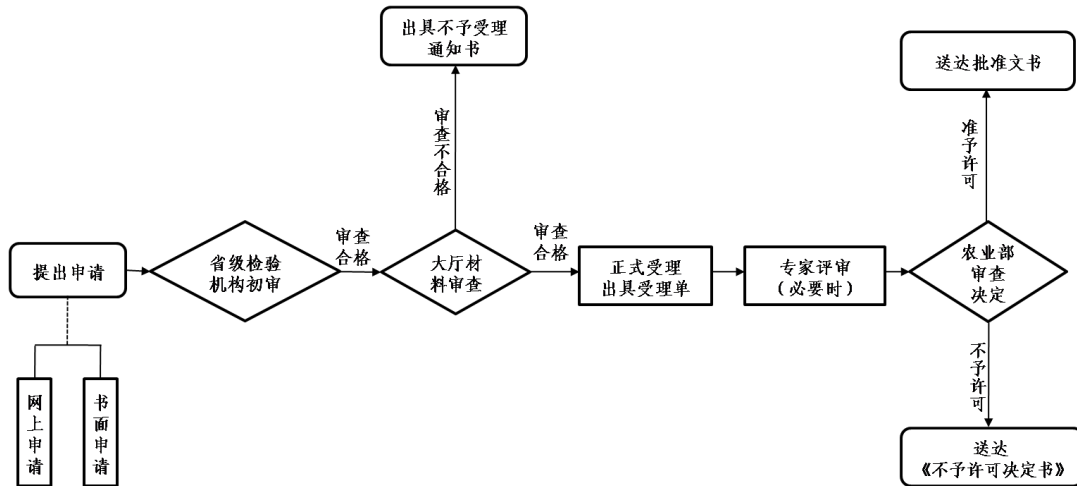 出具不予受理
通知书
送达批准文书
审查不合格
准予许可
提出申请
省级检验
机构初审
审查
合格
大厅材
料审查
审查
合格
正式受理
出具受理单
专家评审
（必要时）
农业部
审查
决定
网上申请
书面申请
不予许可
送达
《不予许可决定书》